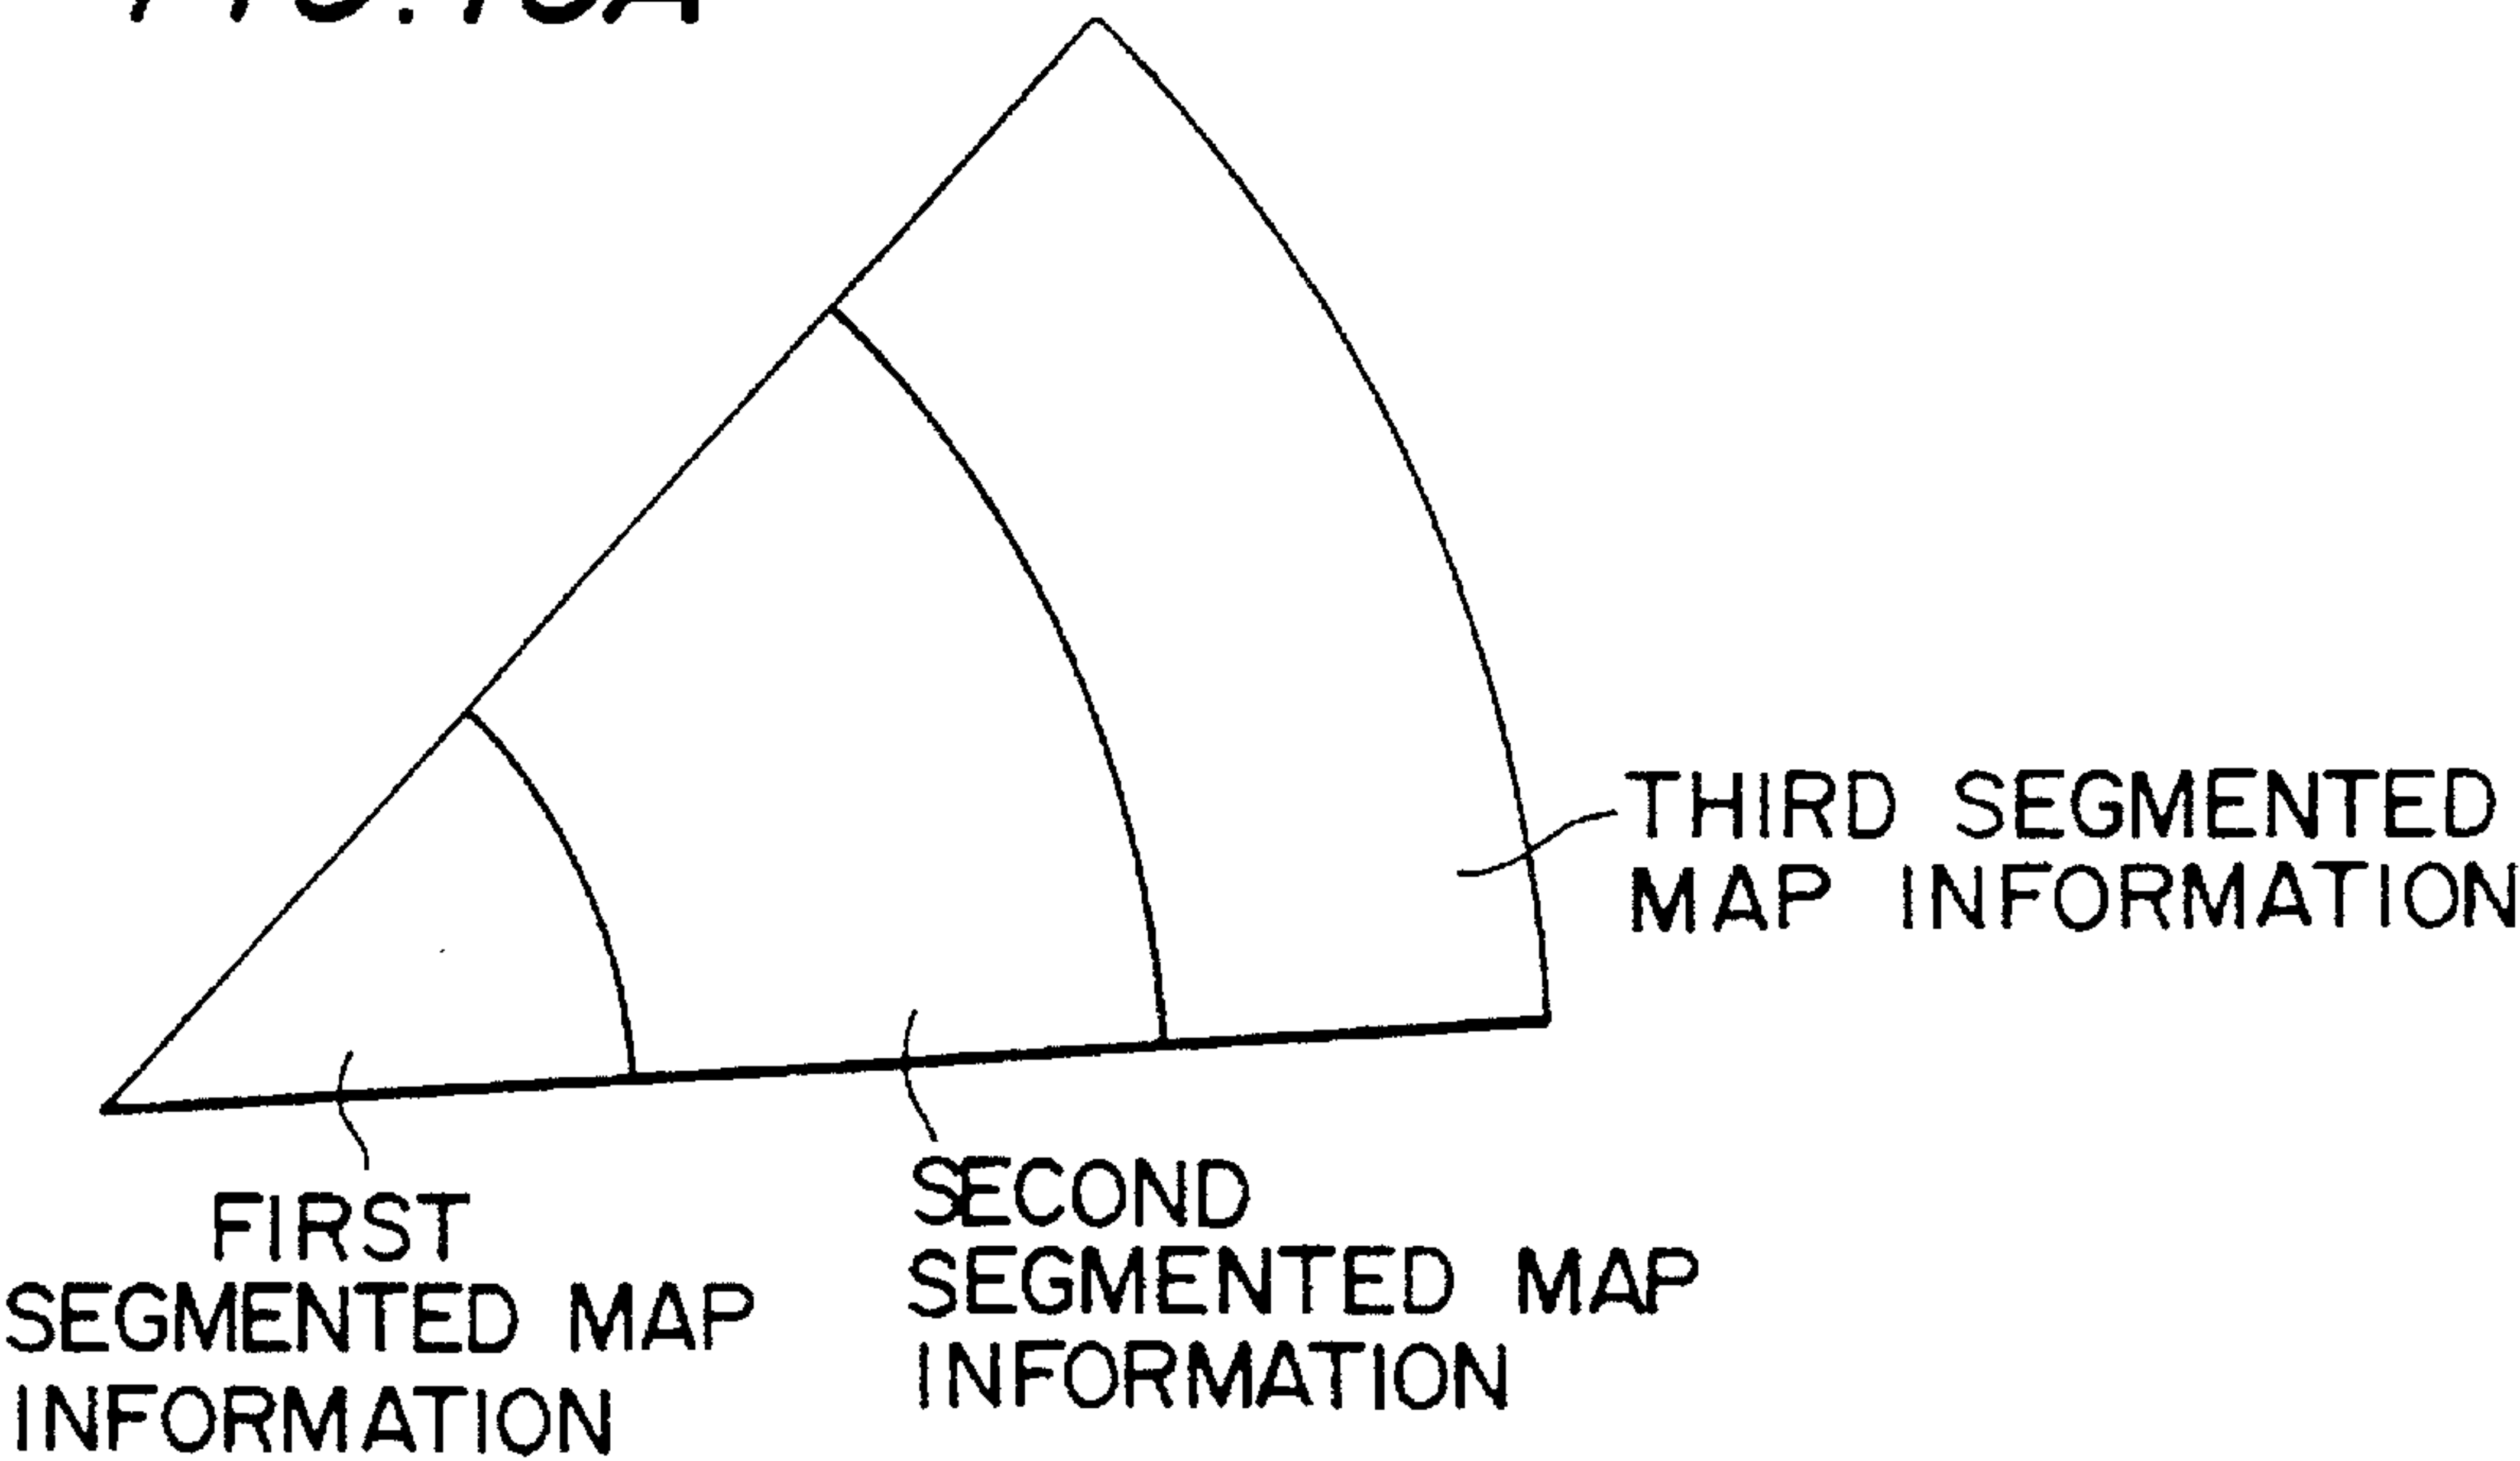 THIRD SEGMENTED
MAP INFORMATION
FIRST
SEGMENTED MAP
INFORMATION
SECOND
SEGMENTED MAP
INFORMATION